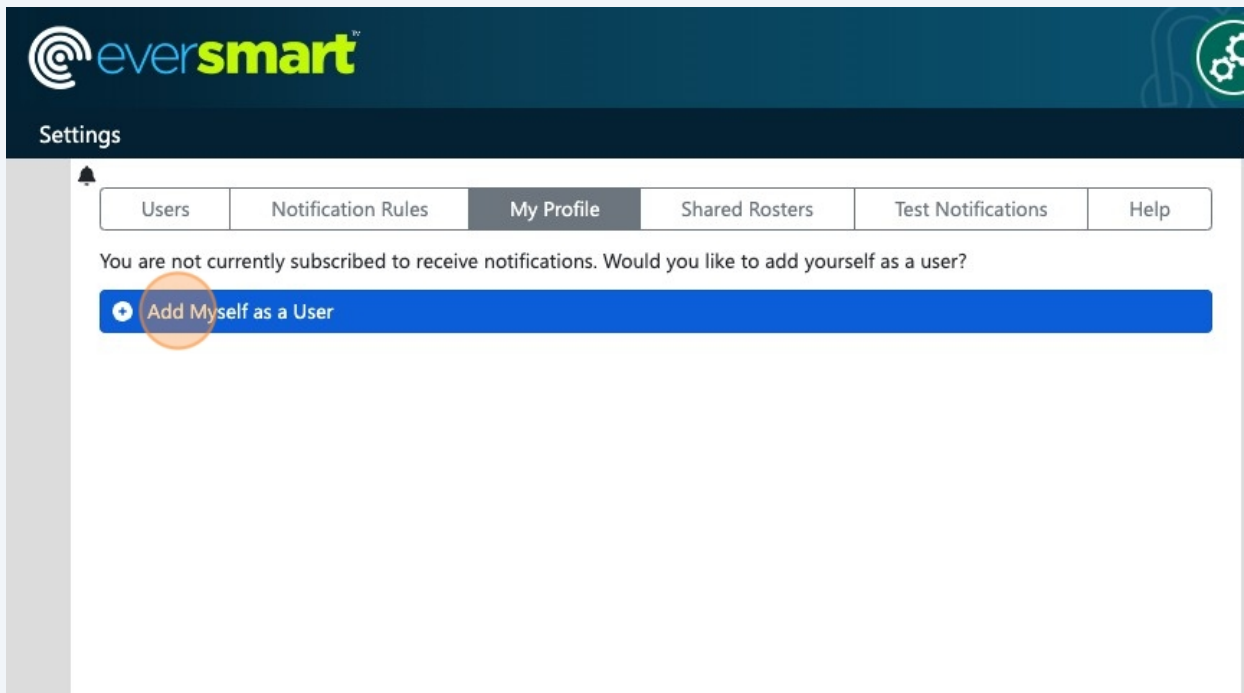 eversmart
Settings
Users Notification Rules My Profile Shared Rosters Test Notifications Help
You are not currently subscribed to receive notifications. Would you like to add yourself as a user?
Add Myself as a User